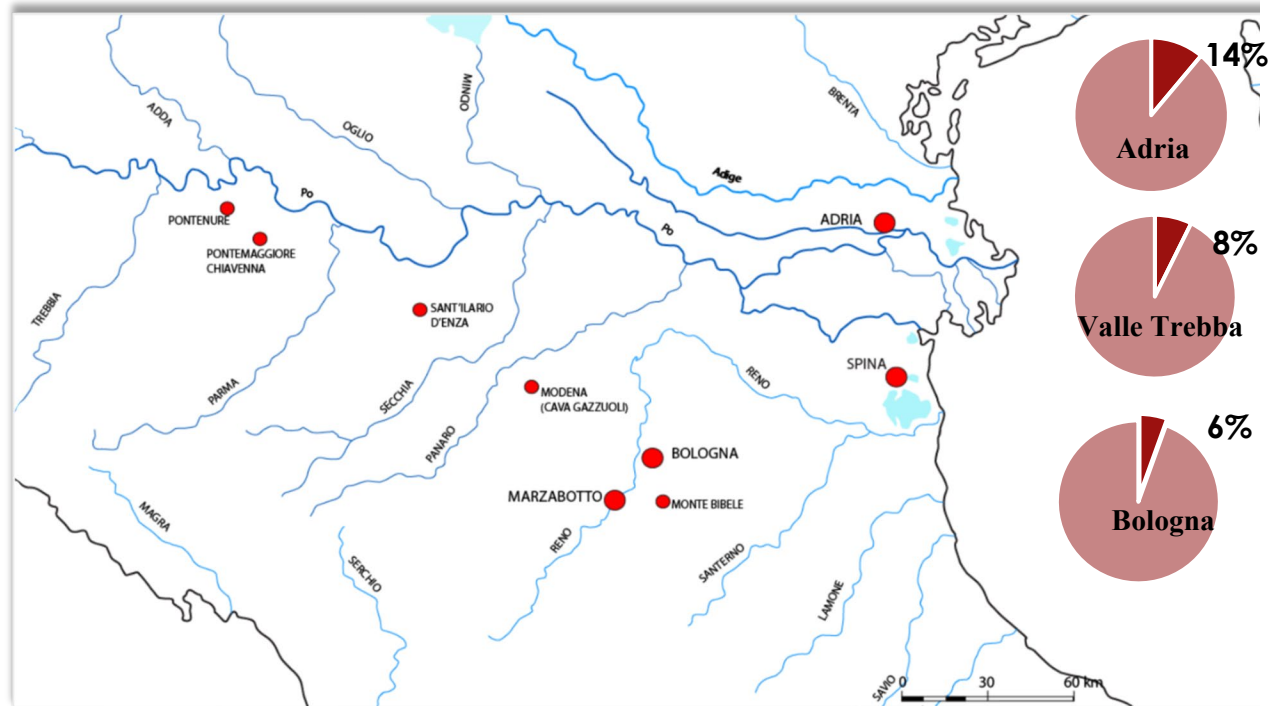 ADDA
OGLIO
MINCIO
BRENTA
14%
Adria
Adige
Po
PONTENURE
PONTEMAGGIORE
CHIAVENNA
Po
ADRIA
8%
Valle Trebba
TREBBIA
SANT'ILARIO
D'ENZA
PARMA
SECCHIA
MODENA
(CAVA GAZZUOLI)
PANARO
RENO
SPINA
6%
Bologna
BOLOGNA
MARZABOTTO
MONTE BIBELE
MAGRA
SERCHIO
RENO
SANTERNO
LAMONE
SAVIO
0 30 60 km